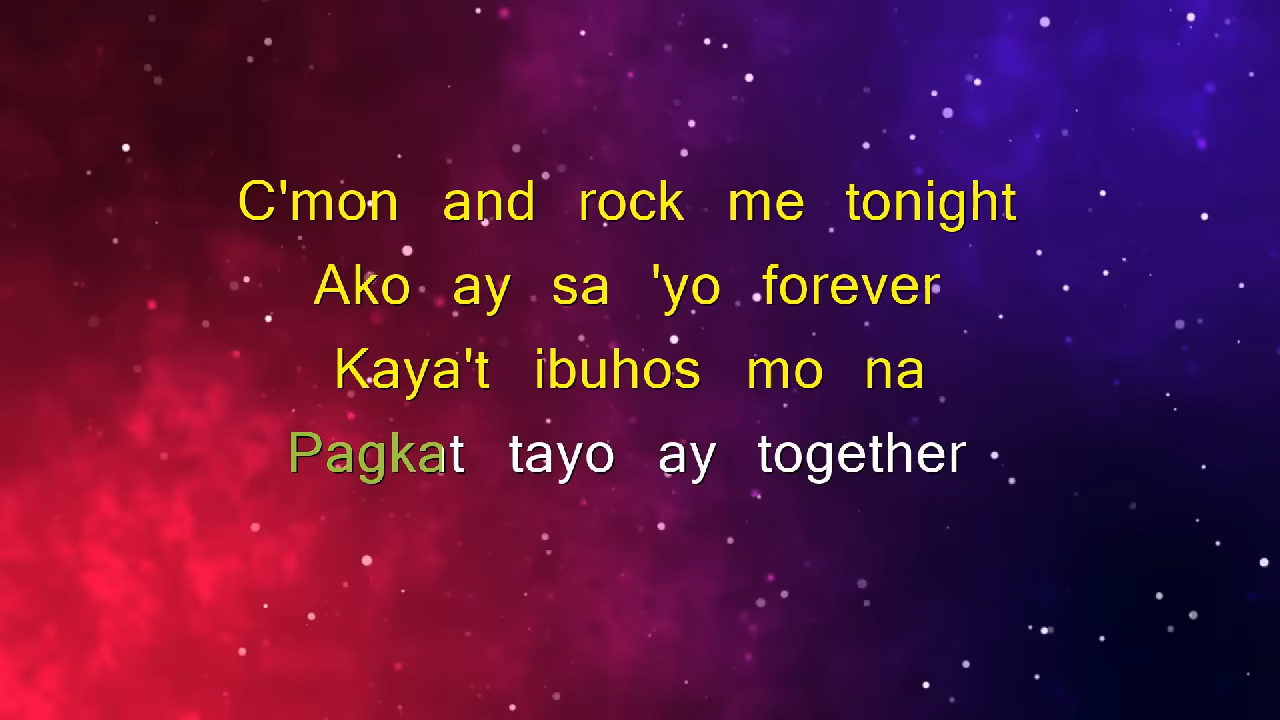 C'mon and rock me tonight
Ako ay sa 'yo forever
Kaya't ibuhos mo na
Pagkat tayo ay together